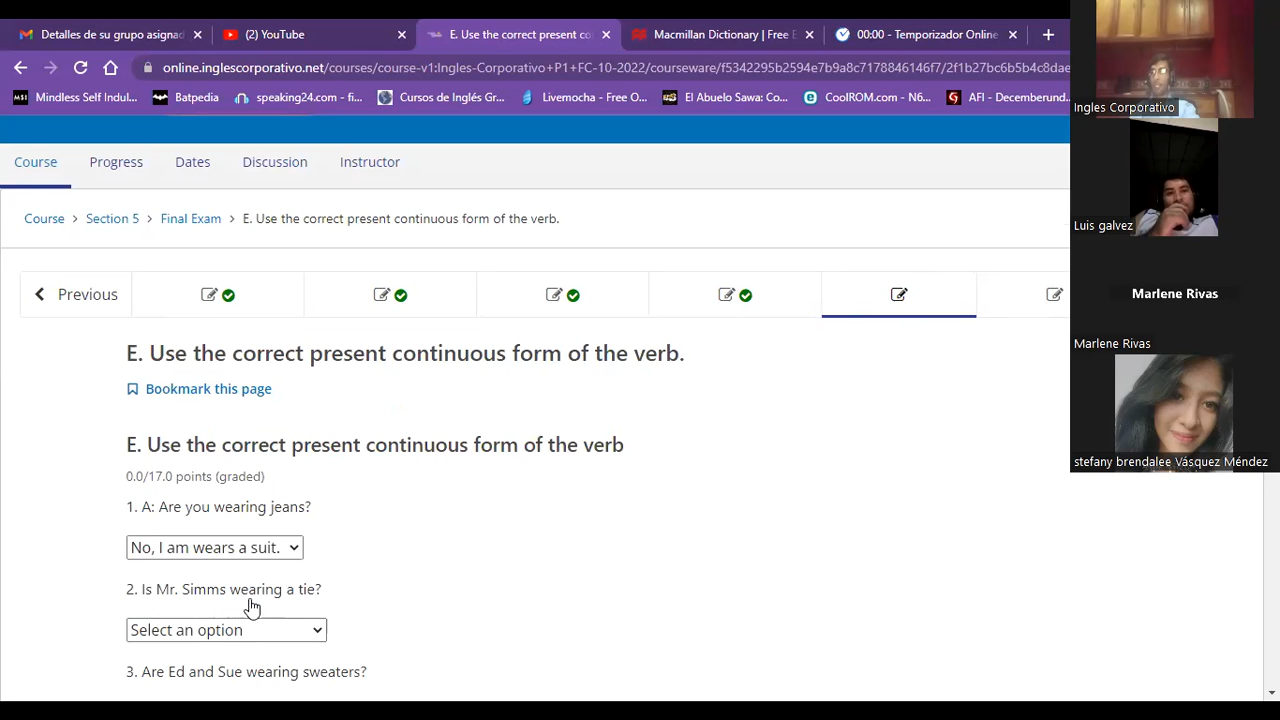 Detalles de su grupo asignad
(2) YouTube
E. Use the correct present co
Macmillan Dictionary | Free E
00:00 - Temporizador Online
online.inglescorporativo.net/courses/course-v1:Ingles-Corporativo+P1+FC-10-2022/courseware/f5342295b2594e7b9a8c7178846146f7/2f1b27bc6b5b4c8dae
Mindless Self Indul...
Batpedia
speaking24.com - fi...
Cursos de Inglés Gr...
Livemocha - Free O...
El Abuelo Sawa: Co...
CoolROM.com - N6...
AFI - Decemberund...
Course
Progress
Dates
Discussion
Instructor
Course > Section 5 > Final Exam > E. Use the correct present continuous form of the verb.
Previous
E. Use the correct present continuous form of the verb.
Bookmark this page
E. Use the correct present continuous form of the verb
0.0/17.0 points (graded)
1. A: Are you wearing jeans?
No, I am wears a suit.
2. Is Mr. Simms wearing a tie?
Select an option
3. Are Ed and Sue wearing sweaters?
Ingles Corporativo
Luis galvez
Marlene Rivas
Marlene Rivas
stefany brendalee Vásquez Méndez